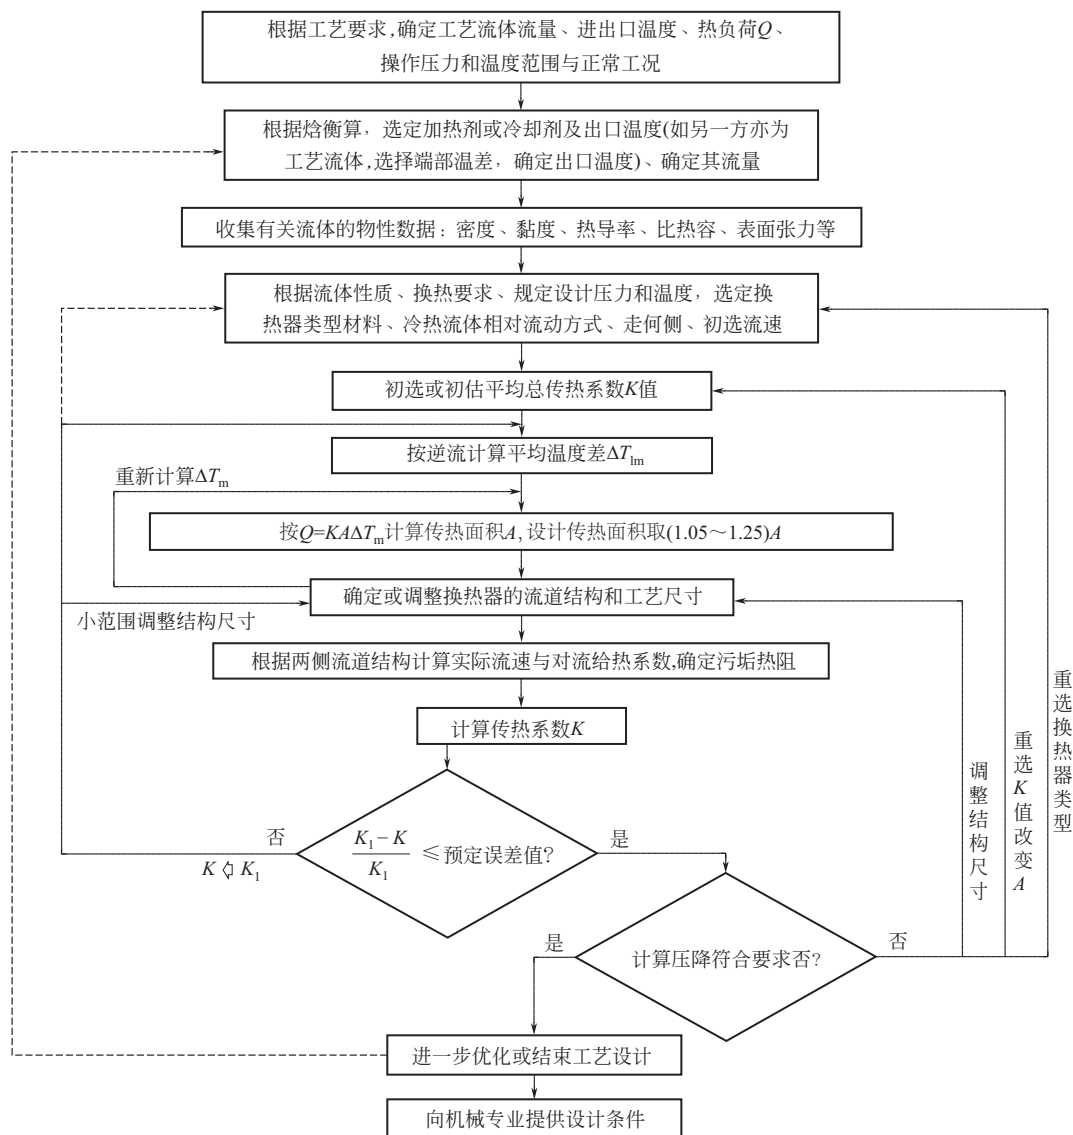 根据工艺要求,确定工艺流体流量、进出口温度、热负荷Q、
操作压力和温度范围与正常工况
根据焓衡算，选定加热剂或冷却剂及出口温度(如另一方亦为
工艺流体,选择端部温差，确定出口温度)、确定其流量
收集有关流体的物性数据：密度、黏度、热导率、比热容、表面张力等
根据流体性质、换热要求、规定设计压力和温度，选定换
热器类型材料、冷热流体相对流动方式、走何侧、初选流速
初选或初估平均总传热系数K值
按逆流计算平均温度差ΔTlm
重新计算ΔTm
按Q=KAΔTm计算传热面积A,设计传热面积取(1.05～1.25)A
确定或调整换热器的流道结构和工艺尺寸
小范围调整结构尺寸
根据两侧流道结构计算实际流速与对流给热系数,确定污垢热阻
计算传热系数K
否
K ⇦ K1
(K1－K)/K1 ≤预定误差值?
是
调整结构尺寸
重选K值改变A
重选换热器类型
是
计算压降符合要求否?
否
进一步优化或结束工艺设计
向机械专业提供设计条件